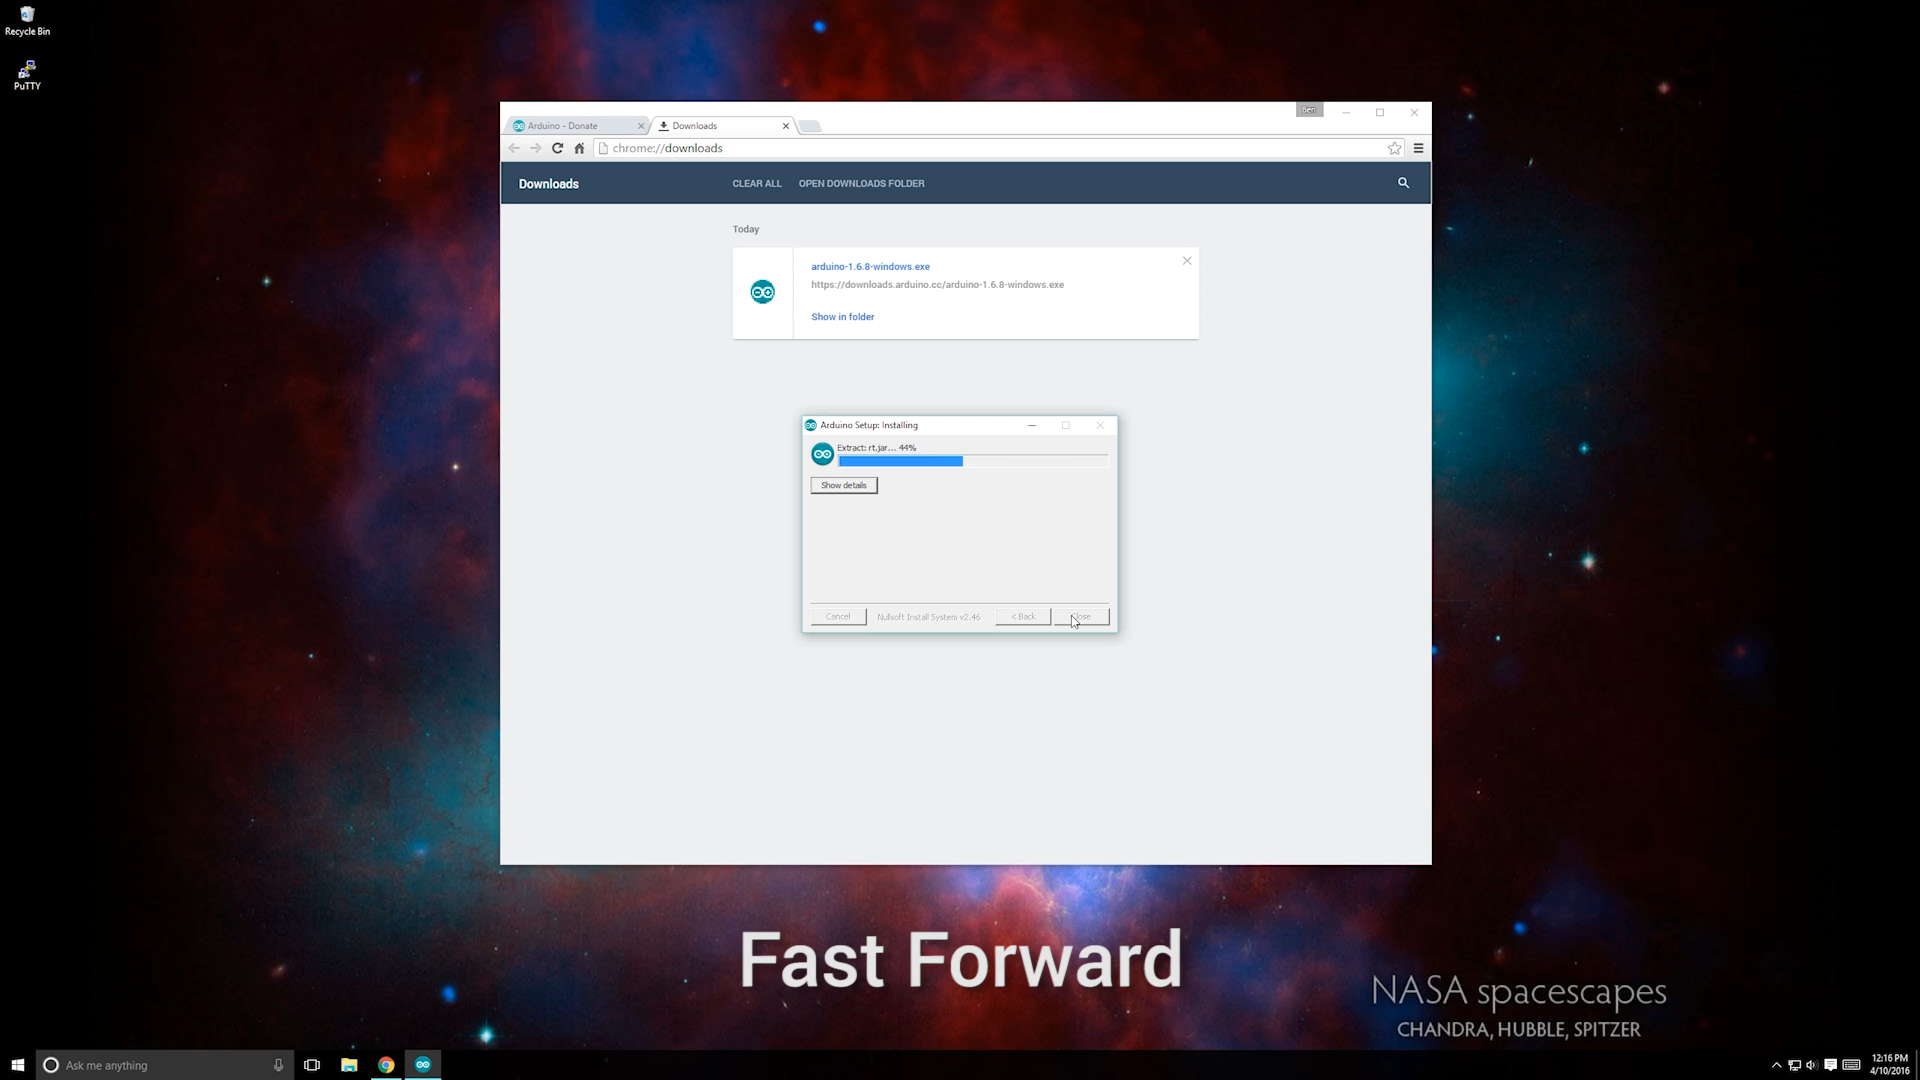 Recycle Bin
PuTTY
Ben
Arduino - Donate
Downloads
chrome://downloads
Downloads
CLEAR ALL
OPEN DOWNLOADS FOLDER
Today
arduino-1.6.8-windows.exe
https://downloads.arduino.cc/arduino-1.6.8-windows.exe
Show in folder
Arduino Setup: Installing
Extract: rt.jar... 44%
Show details
Cancel
Nullsoft Install System v2.46
< Back
Fast Forward
NASA spacescapes
CHANDRA, HUBBLE, SPITZER
Ask me anything
12:16 PM
4/10/2016